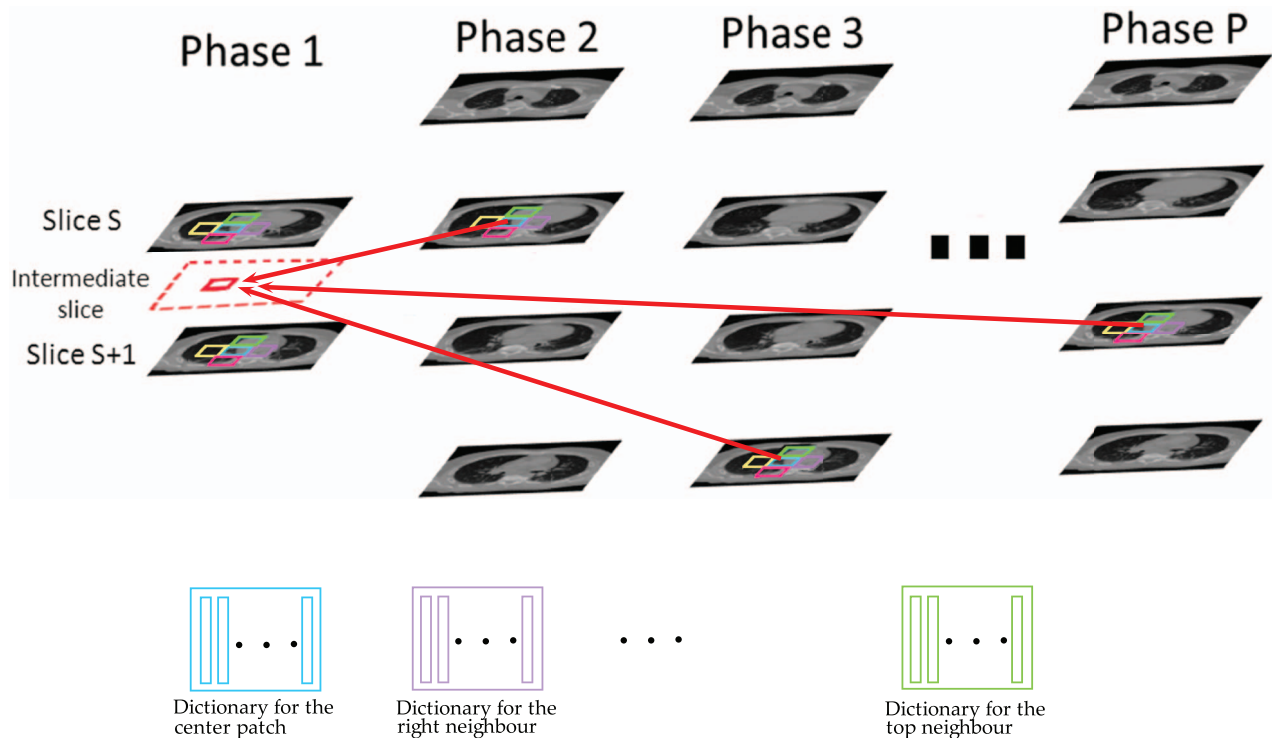 Phase 1
Phase 2
Phase 3
Phase P
Slice S
Intermediate
slice
Slice S+1
Dictionary for the
center patch
Dictionary for the
right neighbour
Dictionary for the
top neighbour